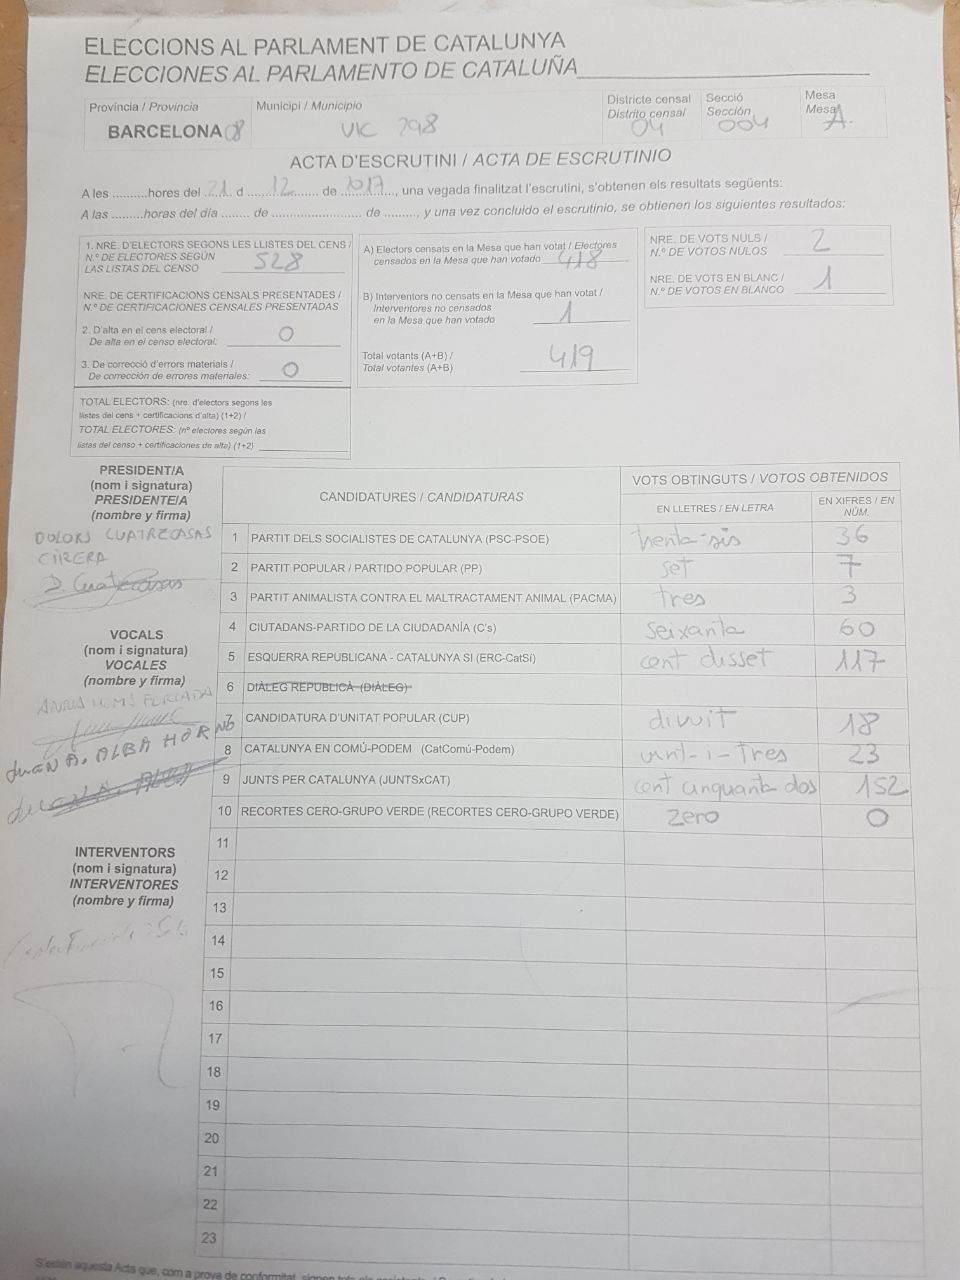 ELECCIONS AL PARLAMENT DE CATALUNYA
ELECCIONES AL PARLAMENTO DE CATALUÑA
Província / Provincia
BARCELONA 08
Municipi / Municipio
VIC 298
Districte censal
Distrito censal
04
Secció
Sección
004
Mesa
Mesa
A.
ACTA D'ESCRUTINI / ACTA DE ESCRUTINIO
A les ..........hores del 21 d 12 de 2017, una vegada finalitzat l'escrutini, s'obtenen els resultats següents:
A las .........horas del día ........ de ......................... de .........., y una vez concluido el escrutinio, se obtienen los siguientes resultados:
1. NRE. D'ELECTORS SEGONS LES LLISTES DEL CENS /
N.º DE ELECTORES SEGÚN
LAS LISTAS DEL CENSO 528
NRE. DE CERTIFICACIONS CENSALS PRESENTADES /
N.º DE CERTIFICACIONES CENSALES PRESENTADAS
2. D'alta en el cens electoral /
De alta en el censo electoral: 0
3. De correcció d'errors materials /
De corrección de errores materiales: 0
TOTAL ELECTORS: (nre. d'electors segons les
llistes del cens + certificacions d'alta) (1+2) /
TOTAL ELECTORES: (nº electores según las
listas del censo + certificaciones de alta) (1+2)
A) Electors censats en la Mesa que han votat / Electores
censados en la Mesa que han votado 418
B) Interventors no censats en la Mesa que han votat /
Interventores no censados
en la Mesa que han votado 1
Total votants (A+B) /
Total votantes (A+B) 419
NRE. DE VOTS NULS /
N.º DE VOTOS NULOS 2
NRE. DE VOTS EN BLANC /
N.º DE VOTOS EN BLANCO 1
PRESIDENT/A
(nom i signatura)
PRESIDENTE/A
(nombre y firma)
DOLORS CUATRECASAS
CIRERA
D. Cuatrecasas
VOCALS
(nom i signatura)
VOCALES
(nombre y firma)
JUAN A. ALBA HORNO
INTERVENTORS
(nom i signatura)
INTERVENTORES
(nombre y firma)
CANDIDATURES / CANDIDATURAS
VOTS OBTINGUTS / VOTOS OBTENIDOS
EN LLETRES / EN LETRA
EN XIFRES / EN
NÚM.
1 PARTIT DELS SOCIALISTES DE CATALUNYA (PSC-PSOE) trenta-sis 36
2 PARTIT POPULAR / PARTIDO POPULAR (PP) set 7
3 PARTIT ANIMALISTA CONTRA EL MALTRACTAMENT ANIMAL (PACMA) tres 3
4 CIUTADANS-PARTIDO DE LA CIUDADANÍA (C's) seixanta 60
5 ESQUERRA REPUBLICANA - CATALUNYA SI (ERC-CatSí) cent disset 117
6 DIÀLEG REPUBLICÀ (DIÀLEG)
7 CANDIDATURA D'UNITAT POPULAR (CUP) divuit 18
8 CATALUNYA EN COMÚ-PODEM (CatComú-Podem) vint-i-tres 23
9 JUNTS PER CATALUNYA (JUNTSxCAT) cent cinquanta dos 152
10 RECORTES CERO-GRUPO VERDE (RECORTES CERO-GRUPO VERDE) zero 0
11
12
13
14
15
16
17
18
19
20
21
22
23
S'estén aquesta Acta que, com a prova de conformitat, signen tots els